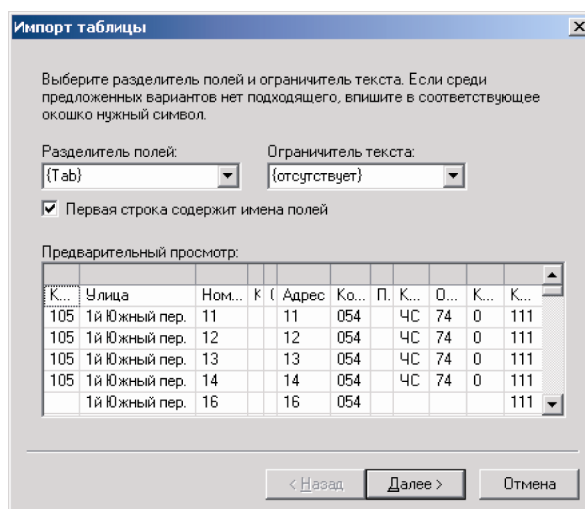 Импорт таблицы
Выберите разделитель полей и ограничитель текста. Если среди
предложенных вариантов нет подходящего, впишите в соответствующее
окошко нужный символ.
Разделитель полей: Ограничитель текста:
{Tab} {отсутствует}
Первая строка содержит имена полей
Предварительный просмотр:
К... Улица Ном... К ( Адрес Ко... П. К... О... К... К...
105 1й Южный пер. 11 11 054 ЧС 74 0 111
105 1й Южный пер. 12 12 054 ЧС 74 0 111
105 1й Южный пер. 13 13 054 ЧС 74 0 111
105 1й Южный пер. 14 14 054 ЧС 74 0 111
1й Южный пер. 16 16 054 111
< Назад Далее > Отмена